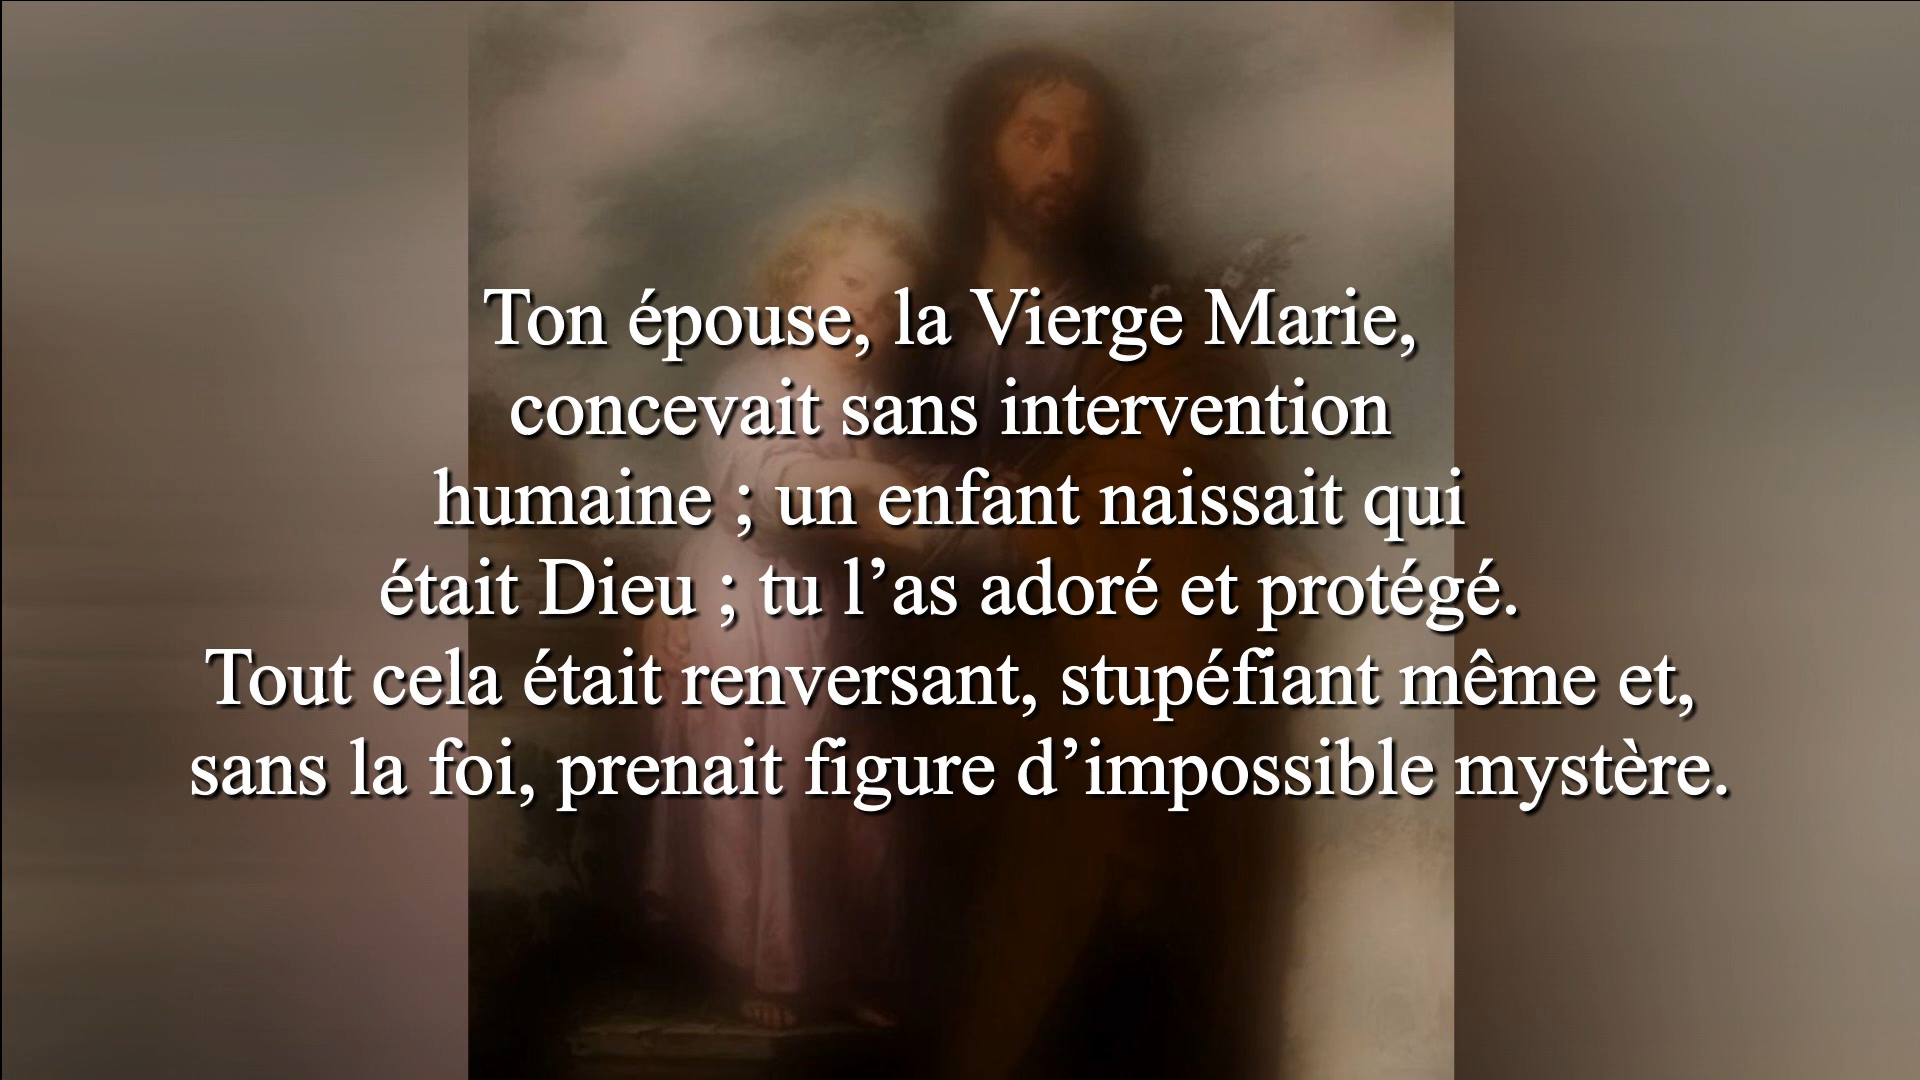 Ton épouse, la Vierge Marie,
concevait sans intervention
humaine ; un enfant naissait qui
était Dieu ; tu l’as adoré et protégé.
Tout cela était renversant, stupéfiant même et,
sans la foi, prenait figure d’impossible mystère.